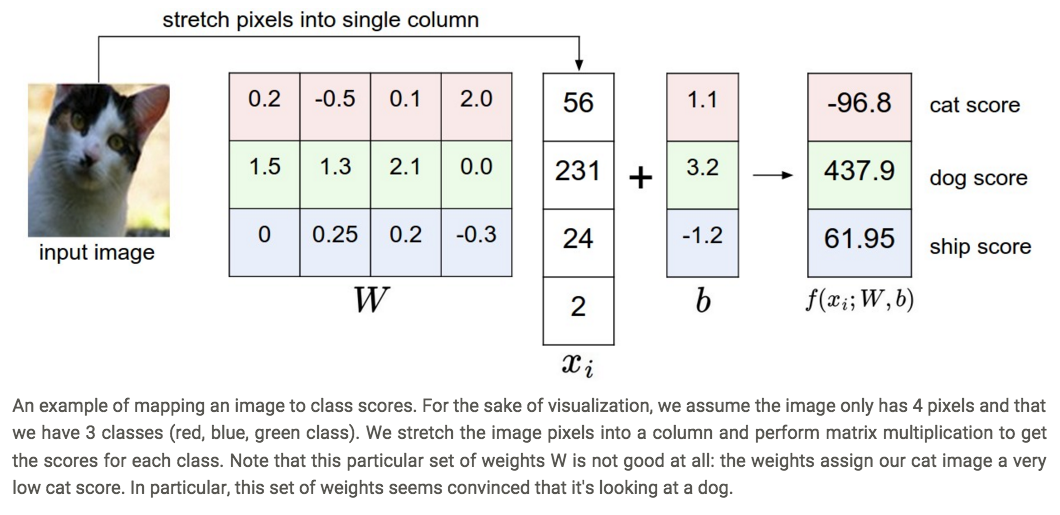 stretch pixels into single column
0.2 -0.5 0.1 2.0 56 1.1 -96.8 cat score
1.5 1.3 2.1 0.0 231 + 3.2 437.9 dog score
0 0.25 0.2 -0.3 24 -1.2 61.95 ship score
input image
W 2 b f(xᵢ; W, b)
xᵢ
An example of mapping an image to class scores. For the sake of visualization, we assume the image only has 4 pixels and that
we have 3 classes (red, blue, green class). We stretch the image pixels into a column and perform matrix multiplication to get
the scores for each class. Note that this particular set of weights W is not good at all: the weights assign our cat image a very
low cat score. In particular, this set of weights seems convinced that it's looking at a dog.